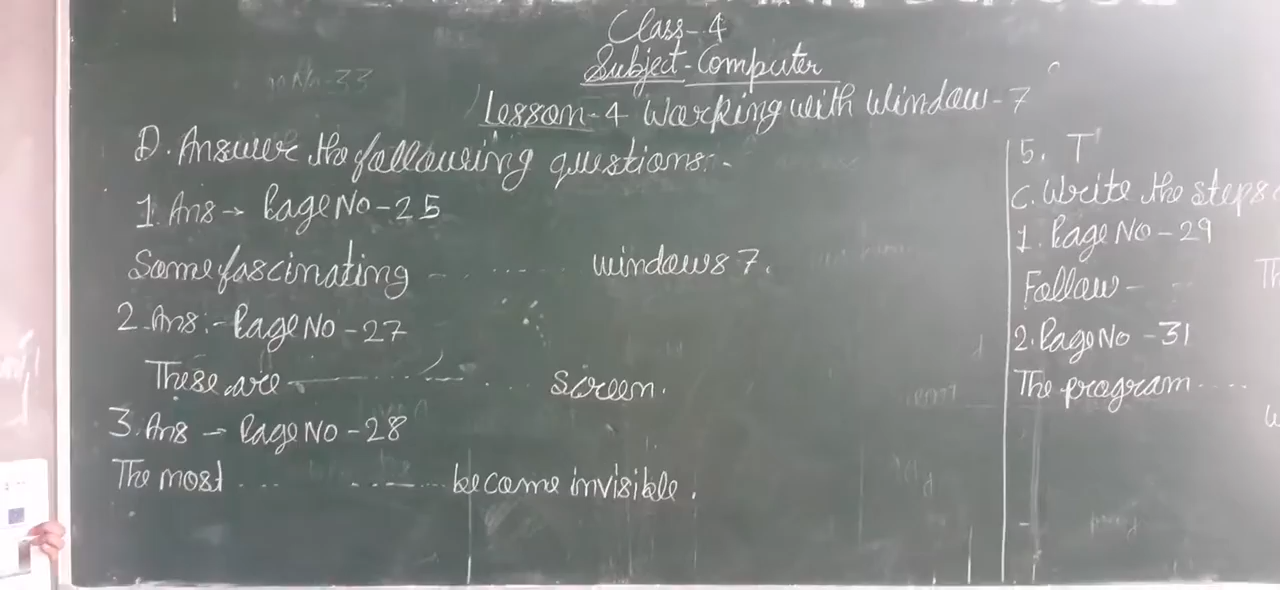 Class-4
Subject-Computer
Lesson-4 Working with Window-7
D. Answer the following questions:-
1. Ans → Page No-25
Some fascinating - ...... windows 7.
2. Ans:- Page No-27
These are ——...—.... screen.
3. Ans → Page No-28
The most ... .—... become invisible.
5. T
C. Write the steps
1. Page No-29
Follow - -
2. Page No-31
The program....